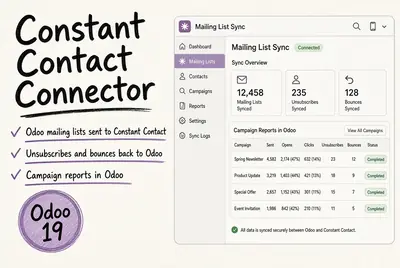 Constant
Contact
Connector
Odoo mailing lists sent to Constant Contact
Unsubscribes and bounces back to Odoo
Campaign reports in Odoo
Odoo
19
Mailing List Sync
Dashboard
Mailing Lists
Contacts
Campaigns
Reports
Settings
Sync Logs
Mailing List Sync Connected
Sync Overview
12,458
Mailing Lists
Synced
235
Unsubscribes
Synced
128
Bounces
Synced
Campaign Reports in Odoo View All Campaigns
Campaign Sent Opens Clicks Unsubscribes Bounces Status
Spring Newsletter 4,582 2,174 (47%) 632 (14%) 23 12 Completed
Product Update 3,219 1,403 (44%) 421 (13%) 18 9 Completed
Special Offer 2,657 1,152 (43%) 301 (11%) 15 7 Completed
Event Invitation 1,986 842 (42%) 210 (11%) 11 5 Completed
All data is synced securely between Odoo and Constant Contact.